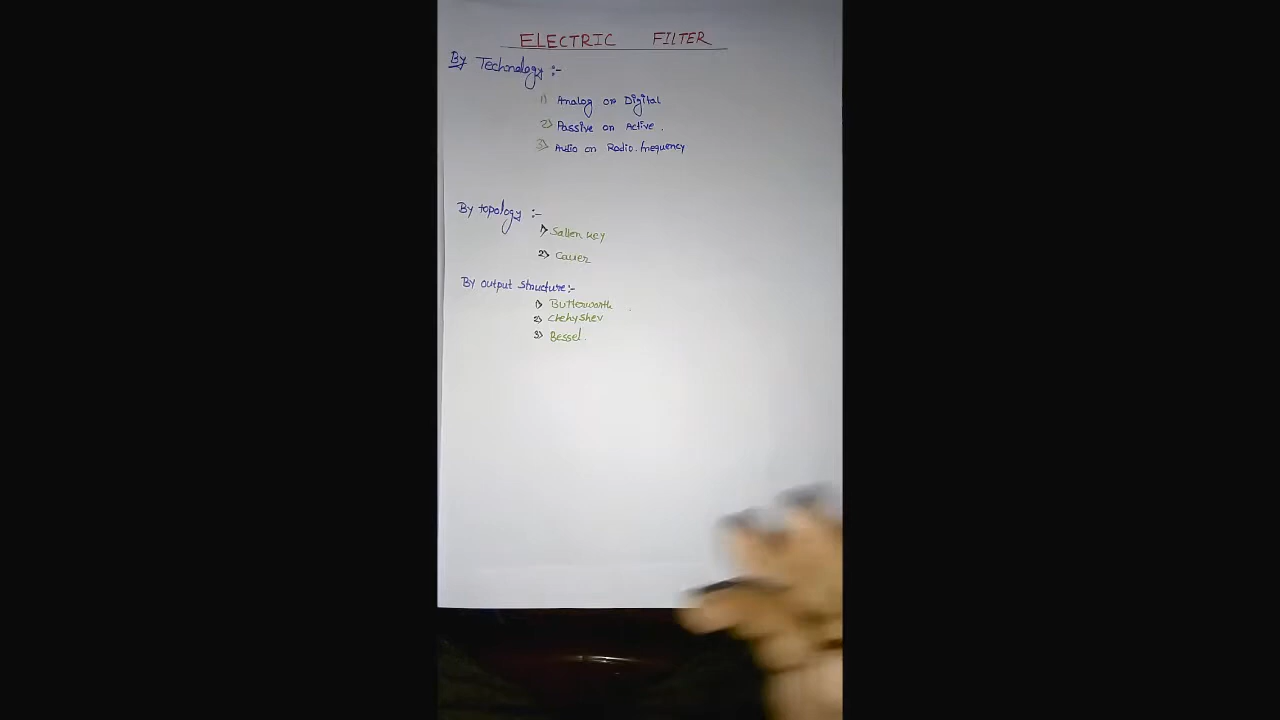 ELECTRIC FILTER
By Technology :-
1) Analog or Digital
2) Passive or Active.
3) Audio or Radio.frequency
By topology :-
1) Sallen Key
2) Cauer
By output Structure:-
1) Butterworth
2) Chehyshev
3) Bessel.